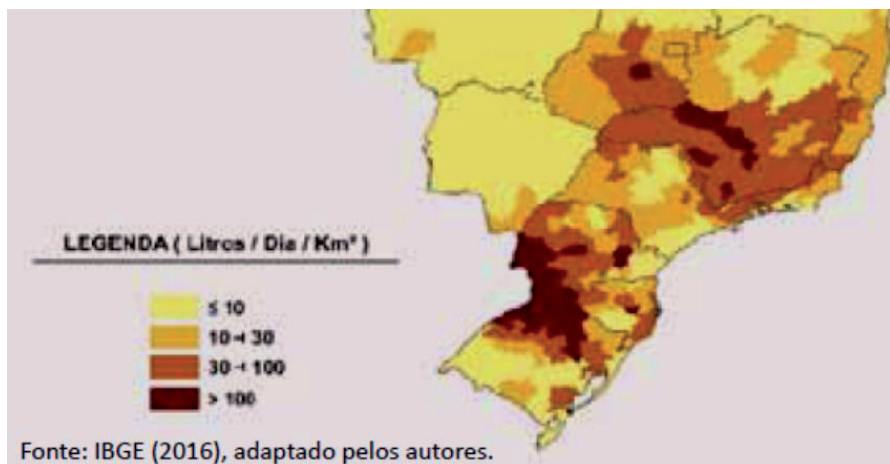 LEGENDA ( Litros / Dia / Km² )
≤ 10
10 ⊣ 30
30 ⊣ 100
> 100
Fonte: IBGE (2016), adaptado pelos autores.